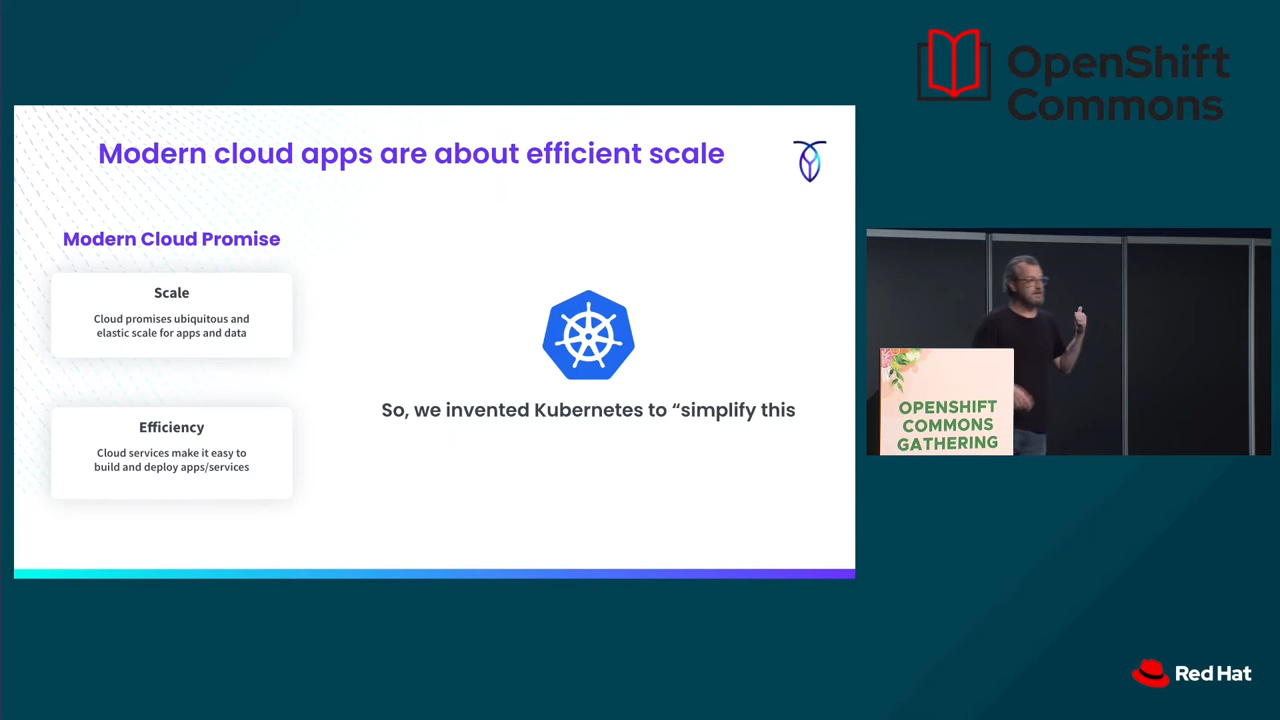 OpenShift
Commons
Modern cloud apps are about efficient scale
Modern Cloud Promise
Scale
Cloud promises ubiquitous and
elastic scale for apps and data
Efficiency
Cloud services make it easy to
build and deploy apps/services
So, we invented Kubernetes to “simplify this
OPENSHIFT
COMMONS
GATHERING
Red Hat